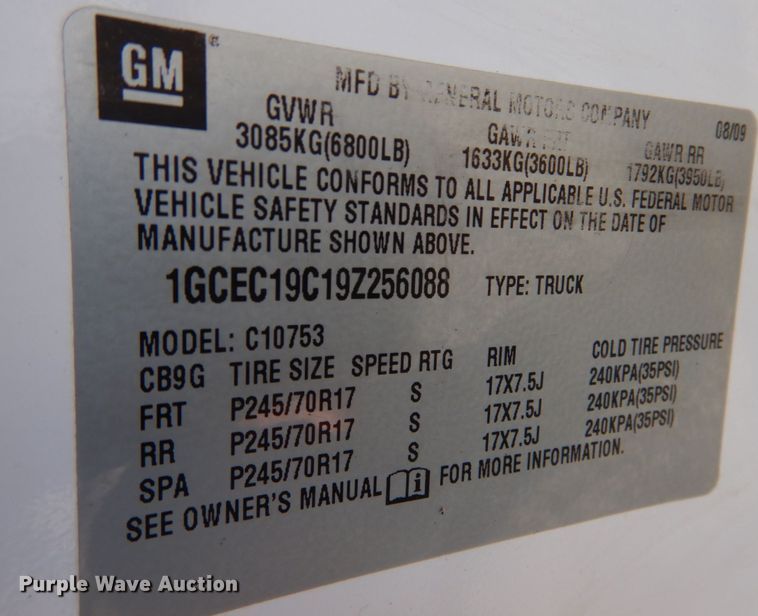 GM
MFD BY GENERAL MOTORS COMPANY
08/09
GVWR GAWR FRT GAWR RR
3085KG(6800LB) 1633KG(3600LB) 1792KG(3950LB)
THIS VEHICLE CONFORMS TO ALL APPLICABLE U.S. FEDERAL MOTOR
VEHICLE SAFETY STANDARDS IN EFFECT ON THE DATE OF
MANUFACTURE SHOWN ABOVE.
1GCEC19C19Z256088 TYPE: TRUCK
MODEL: C10753
CB9G TIRE SIZE SPEED RTG RIM COLD TIRE PRESSURE
FRT P245/70R17 S 17X7.5J 240KPA(35PSI)
RR P245/70R17 S 17X7.5J 240KPA(35PSI)
SPA P245/70R17 S 17X7.5J 240KPA(35PSI)
SEE OWNER'S MANUAL i FOR MORE INFORMATION.
Purple Wave Auction